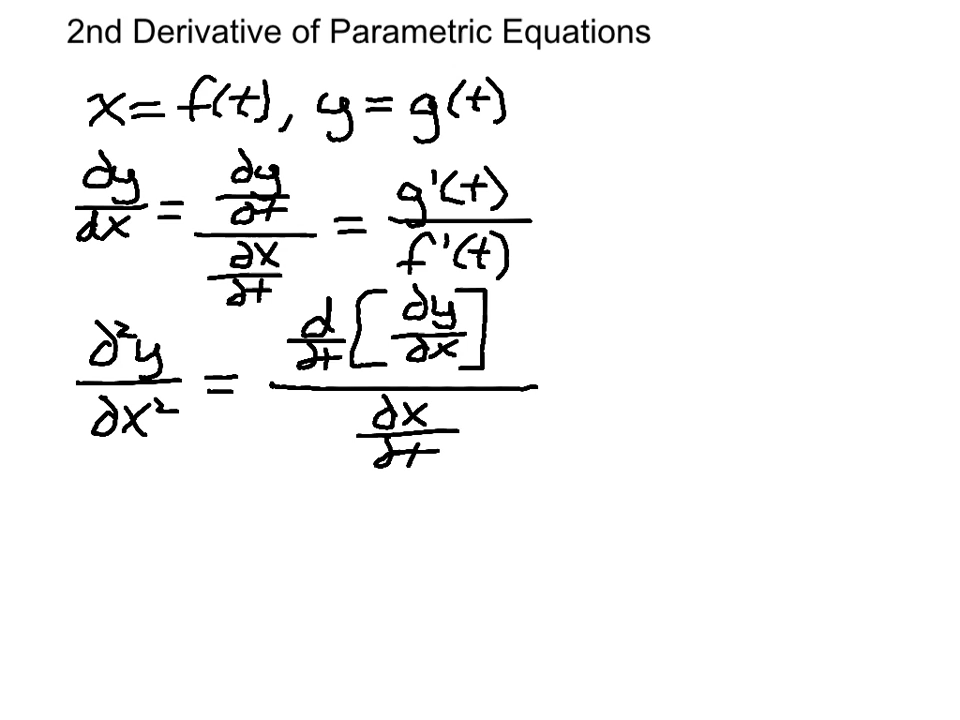 2nd Derivative of Parametric Equations
x = f(t), y = g(t)
dy/dx = (dy/dt)/(dx/dt) = g'(t)/f'(t)
d²y/dx² = (d/dt [dy/dx])/(dx/dt)